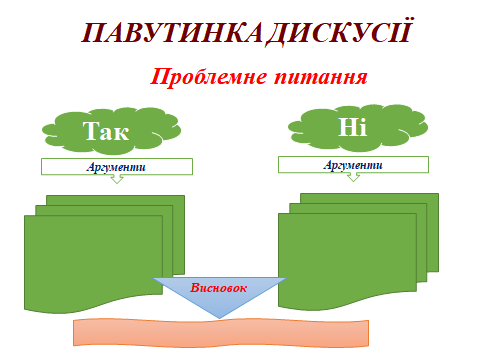 ПАВУТИНКА ДИСКУСІЇ
Проблемне питання
Так
Ні
Аргументи
Аргументи
Висновок